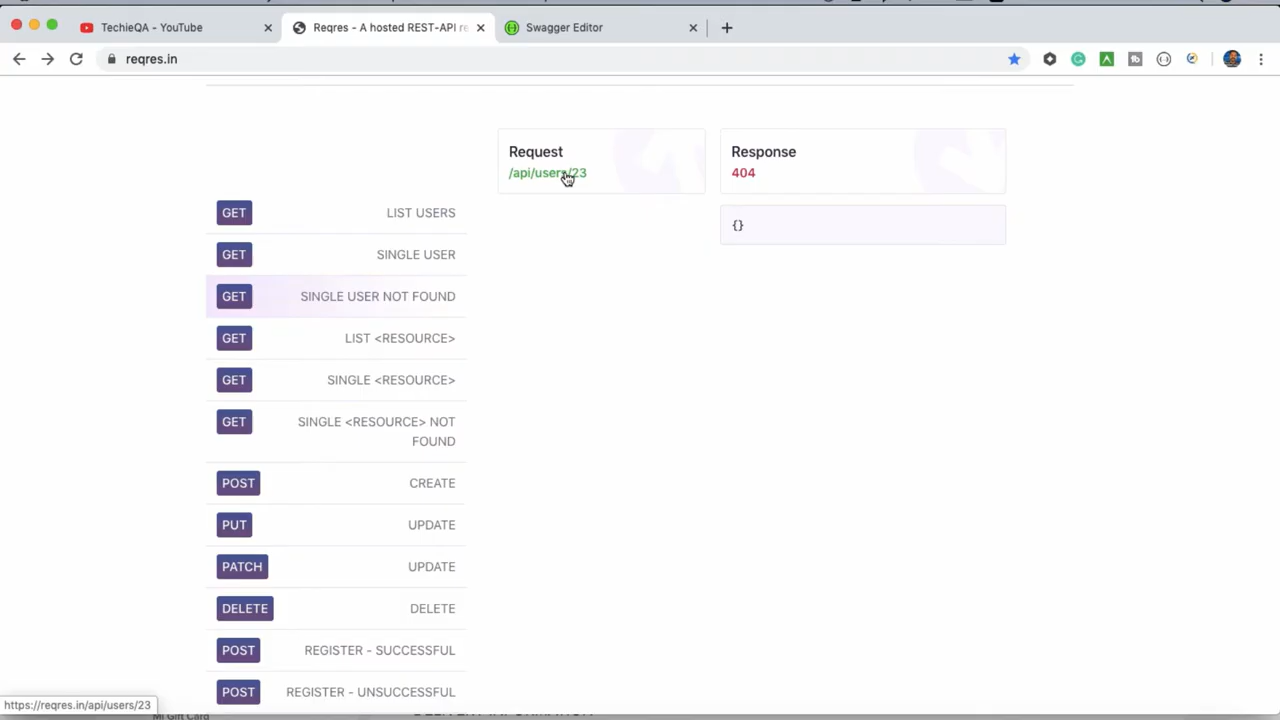 TechieQA - YouTube
Reqres - A hosted REST-API re
Swagger Editor
reqres.in
Request
/api/users/23
Response
404
{}
GET LIST USERS
GET SINGLE USER
GET SINGLE USER NOT FOUND
GET LIST <RESOURCE>
GET SINGLE <RESOURCE>
GET SINGLE <RESOURCE> NOT
FOUND
POST CREATE
PUT UPDATE
PATCH UPDATE
DELETE DELETE
POST REGISTER - SUCCESSFUL
POST REGISTER - UNSUCCESSFUL
https://reqres.in/api/users/23
Mi Gift Card